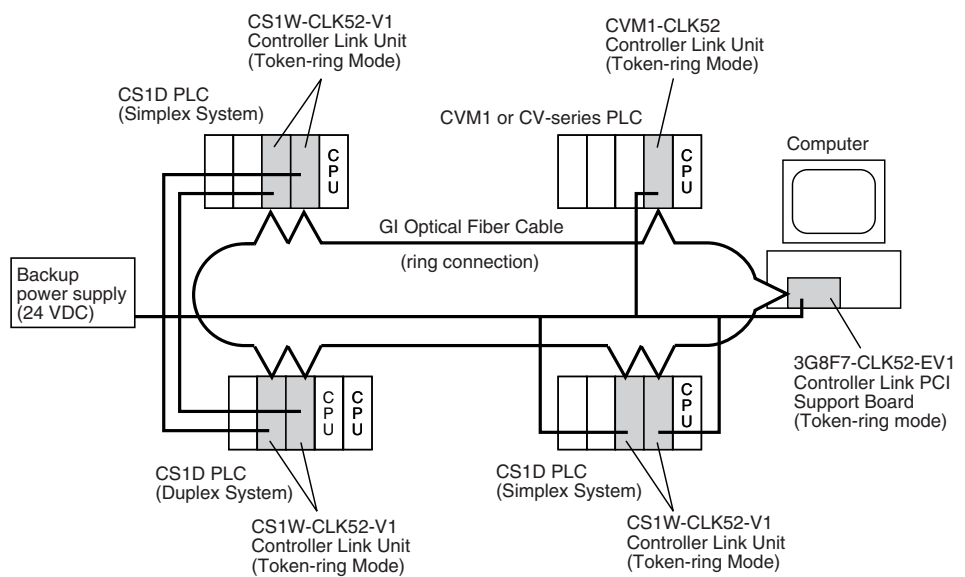 CS1W-CLK52-V1
Controller Link Unit
(Token-ring Mode)
CVM1-CLK52
Controller Link Unit
(Token-ring Mode)
CS1D PLC
(Simplex System)
CVM1 or CV-series PLC
Computer
CPU
CPU
GI Optical Fiber Cable
(ring connection)
Backup
power supply
(24 VDC)
3G8F7-CLK52-EV1
Controller Link PCI
Support Board
(Token-ring mode)
CPU
CPU
CPU
CS1D PLC
(Duplex System)
CS1D PLC
(Simplex System)
CS1W-CLK52-V1
Controller Link Unit
(Token-ring Mode)
CS1W-CLK52-V1
Controller Link Unit
(Token-ring Mode)